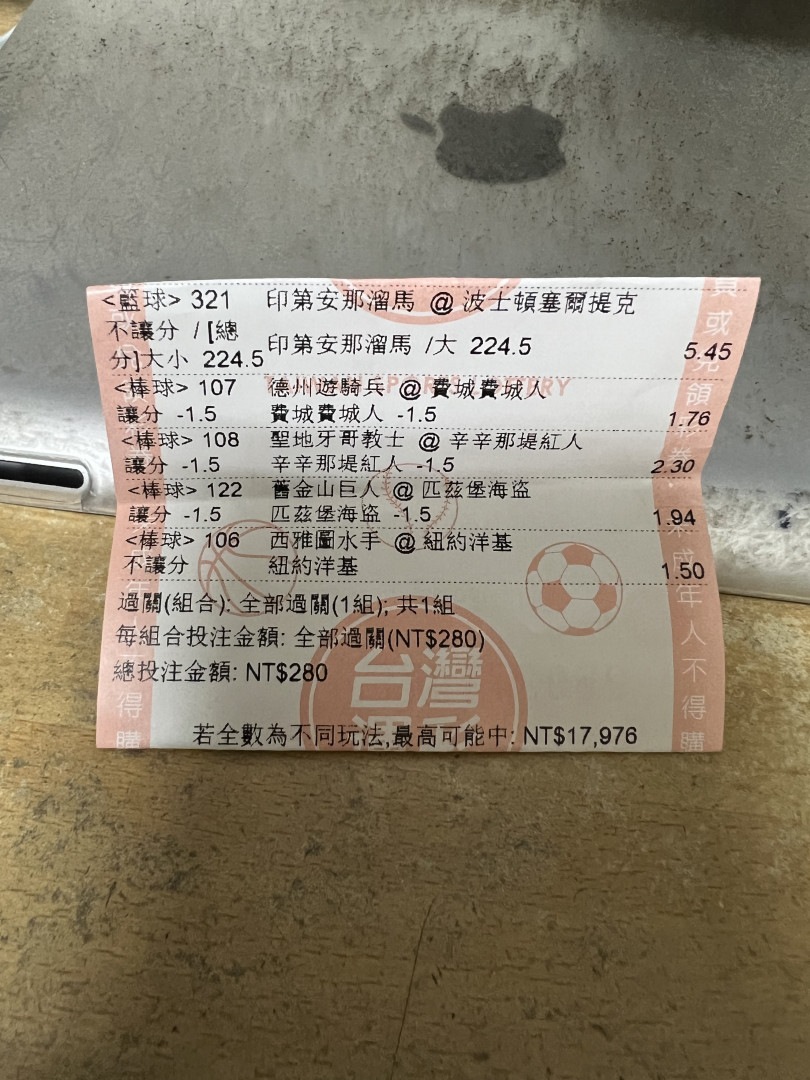 <籃球> 321 印第安那溜馬 @ 波士頓塞爾提克
不讓分 / [總
分]大小 224.5 印第安那溜馬 /大 224.5 5.45
<棒球> 107 德州遊騎兵 @ 費城費城人
讓分 -1.5 費城費城人 -1.5 1.76
<棒球> 108 聖地牙哥教士 @ 辛辛那堤紅人
讓分 -1.5 辛辛那堤紅人 -1.5 2.30
<棒球> 122 舊金山巨人 @ 匹茲堡海盜
讓分 -1.5 匹茲堡海盜 -1.5 1.94
<棒球> 106 西雅圖水手 @ 紐約洋基
不讓分 紐約洋基 1.50
過關(組合): 全部過關(1組); 共1組
每組合投注金額: 全部過關(NT$280)
總投注金額: NT$280
台灣
若全數為不同玩法,最高可能中: NT$17,976